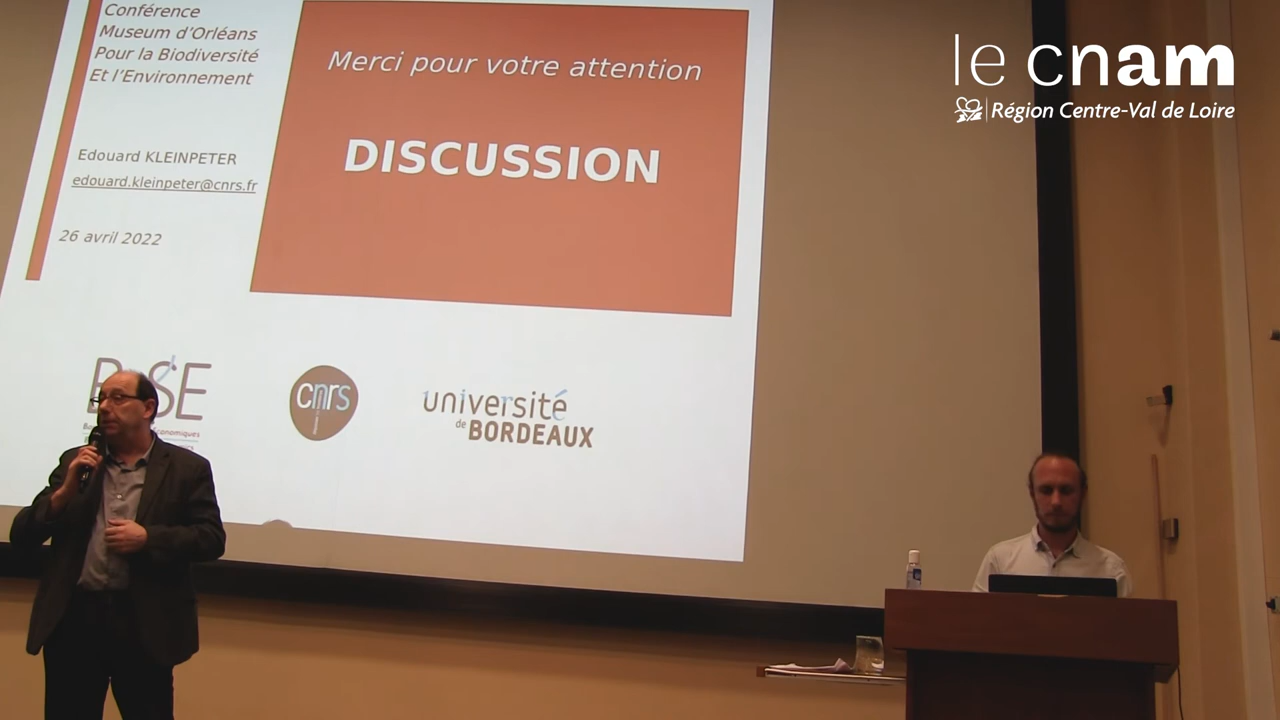 Conférence
Museum d'Orléans
Pour la Biodiversité
Et l'Environnement
Edouard KLEINPETER
edouard.kleinpeter@cnrs.fr
26 avril 2022
Merci pour votre attention
DISCUSSION
cnrs
université
de BORDEAUX
le cnam
Région Centre-Val de Loire